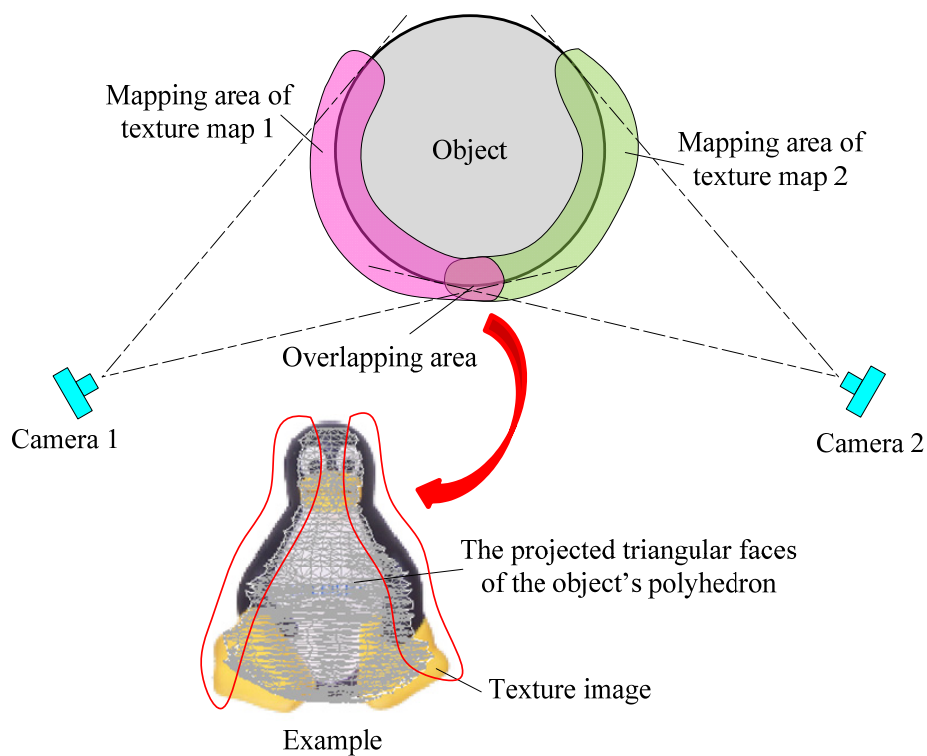 Mapping area of
texture map 1
Object
Mapping area of
texture map 2
Overlapping area
Camera 1
Camera 2
The projected triangular faces
of the object's polyhedron
Texture image
Example